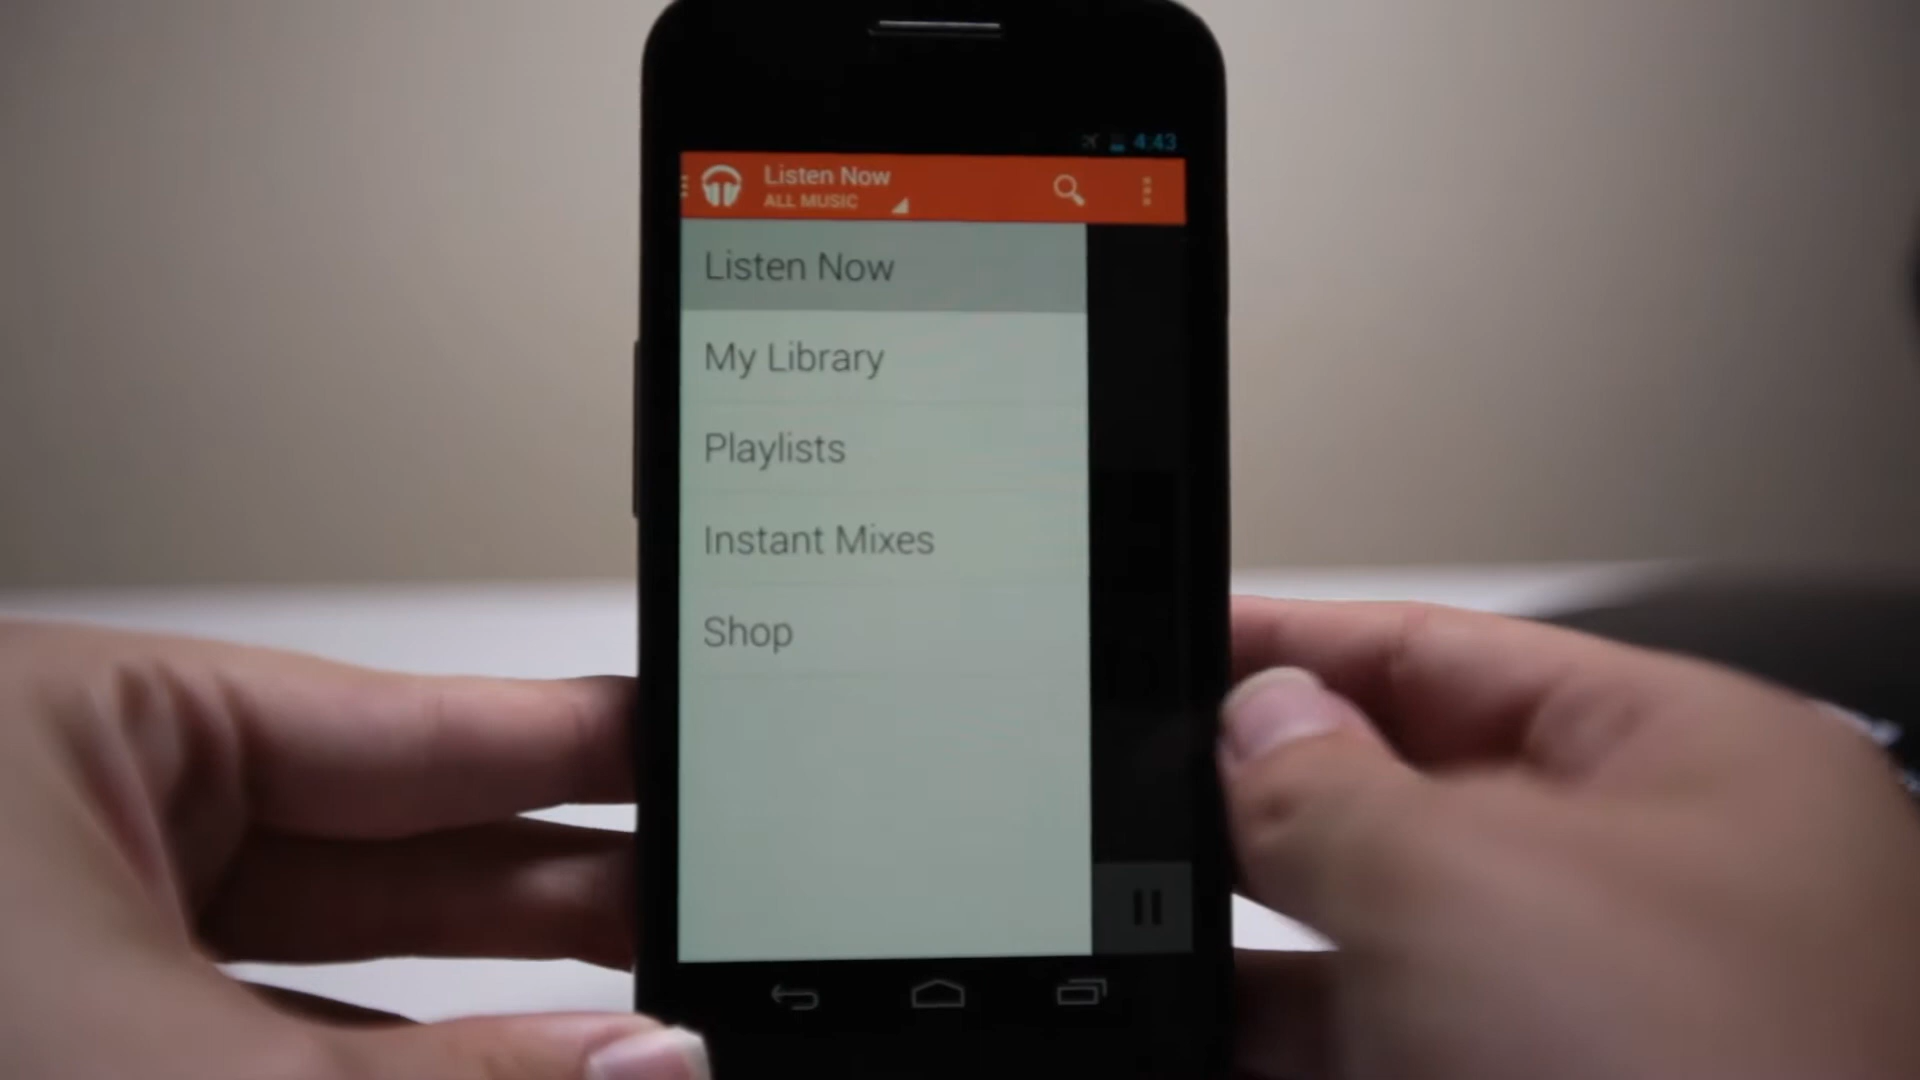 4:43
Listen Now
ALL MUSIC
Listen Now
My Library
Playlists
Instant Mixes
Shop